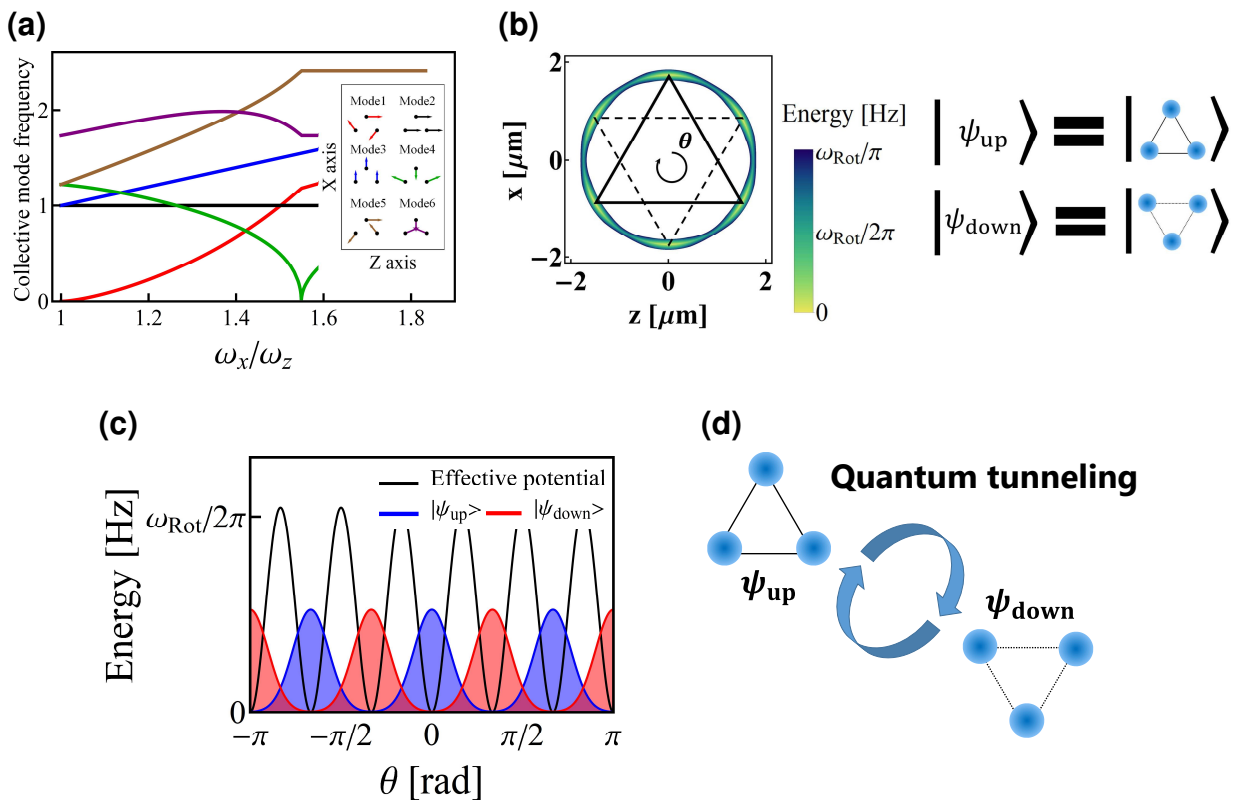 (a)
Collective mode frequency
2
1
0
1
1.2
1.4
1.6
1.8
ωx/ωz
Mode1 Mode2
Mode3 Mode4
Mode5 Mode6
X axis
Z axis
(b)
x [μm]
2
0
−2
−2 0 2
z [μm]
θ
Energy [Hz]
ωRot/π
ωRot/2π
0
| ψup ⟩ = | ⟩
| ψdown ⟩ = | ⟩
(c)
Energy [Hz]
ωRot/2π
0
Effective potential
|ψup> |ψdown>
−π −π/2 0 π/2 π
θ [rad]
(d)
Quantum tunneling
ψup
ψdown